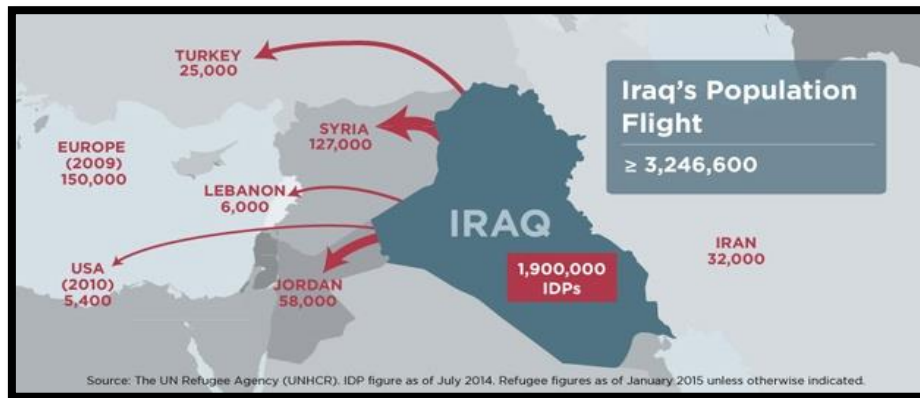 TURKEY
25,000
Iraq's Population
Flight
≥ 3,246,600
SYRIA
127,000
EUROPE
(2009)
150,000
LEBANON
6,000
IRAQ
IRAN
32,000
USA
(2010)
5,400
JORDAN
58,000
1,900,000
IDPs
Source: The UN Refugee Agency (UNHCR). IDP figure as of July 2014. Refugee figures as of January 2015 unless otherwise indicated.